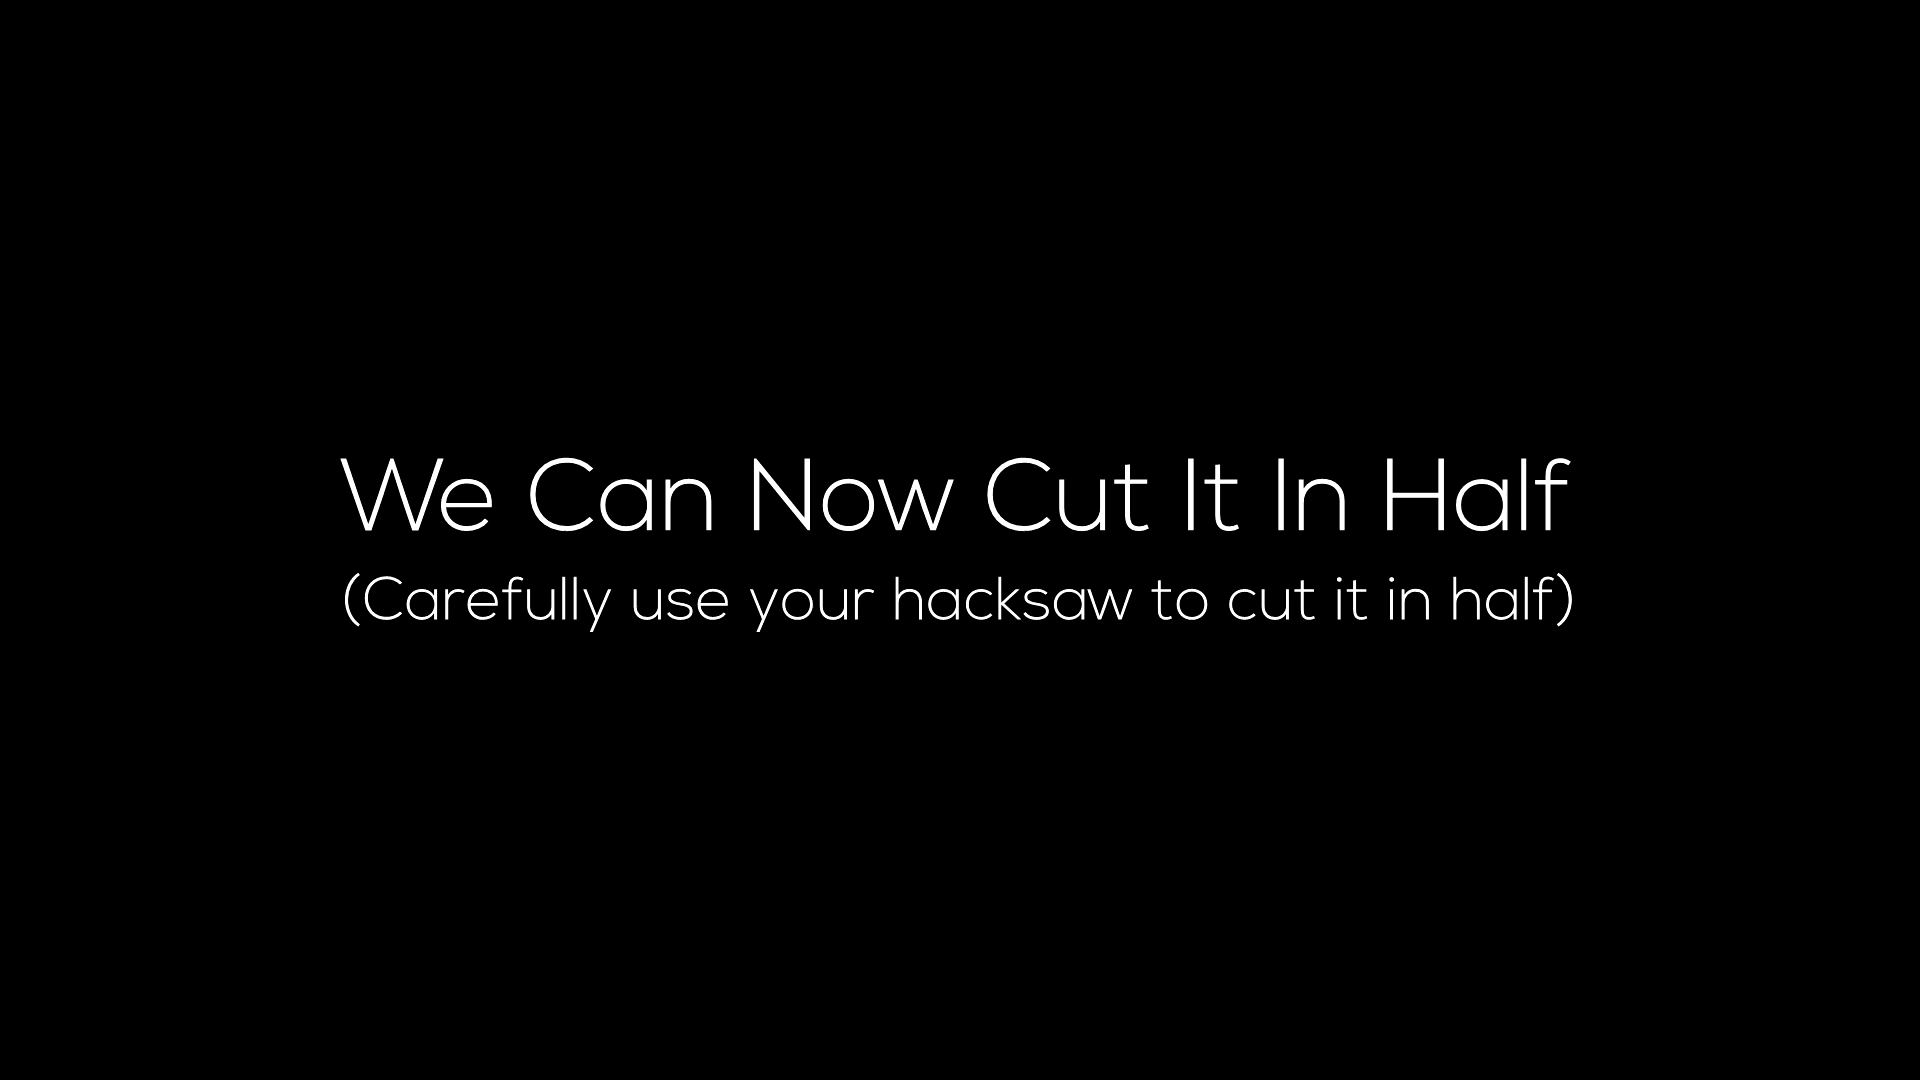 We Can Now Cut It In Half
(Carefully use your hacksaw to cut it in half)